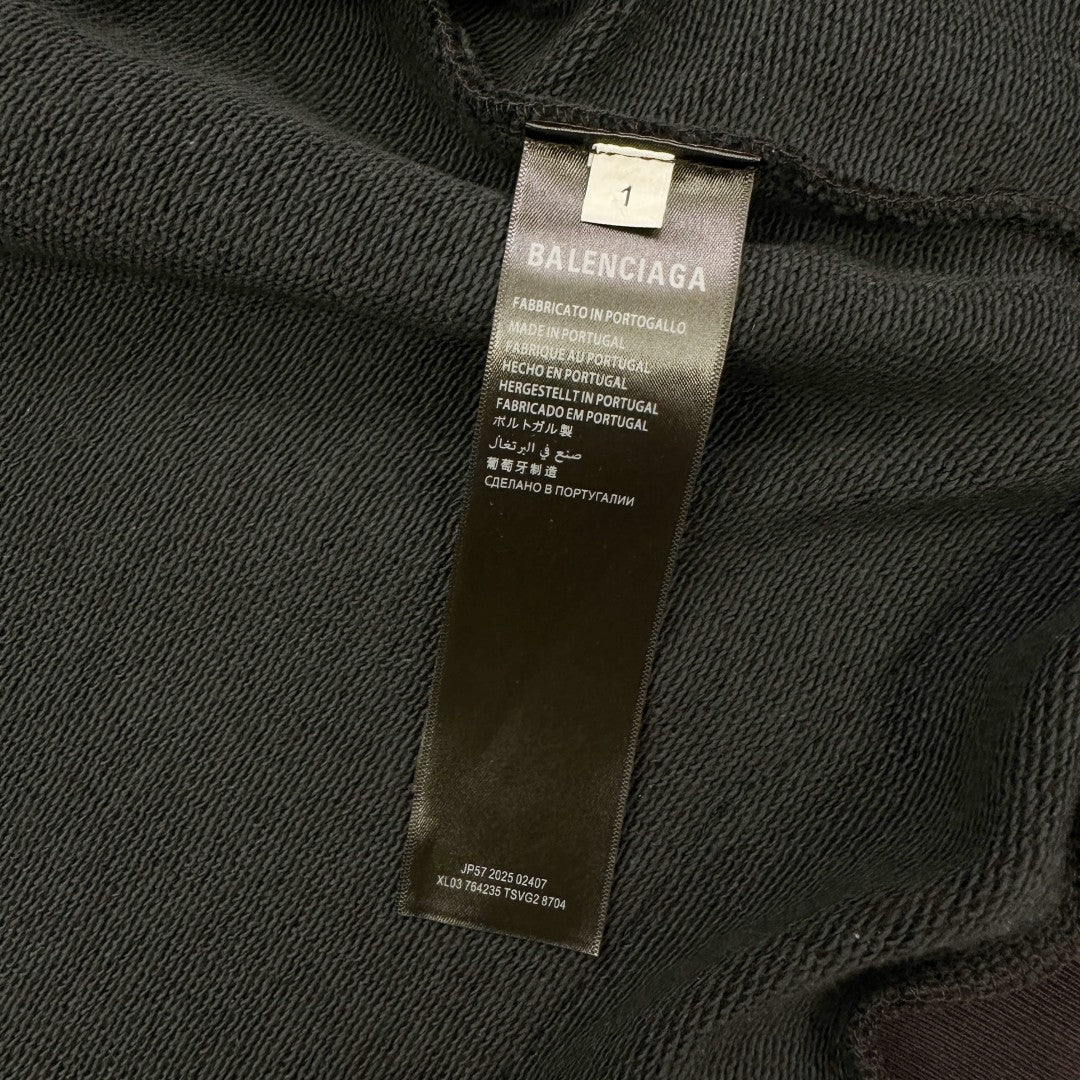 1
BALENCIAGA
FABBRICATO IN PORTOGALLO
MADE IN PORTUGAL
FABRIQUE AU PORTUGAL
HECHO EN PORTUGAL
HERGESTELLT IN PORTUGAL
FABRICADO EM PORTUGAL
ポルトガル製
صنع في البرتغال
葡萄牙制造
СДЕЛАНО В ПОРТУГАЛИИ
JP57 2025 02407
XL03 764235 TSVG2 8704